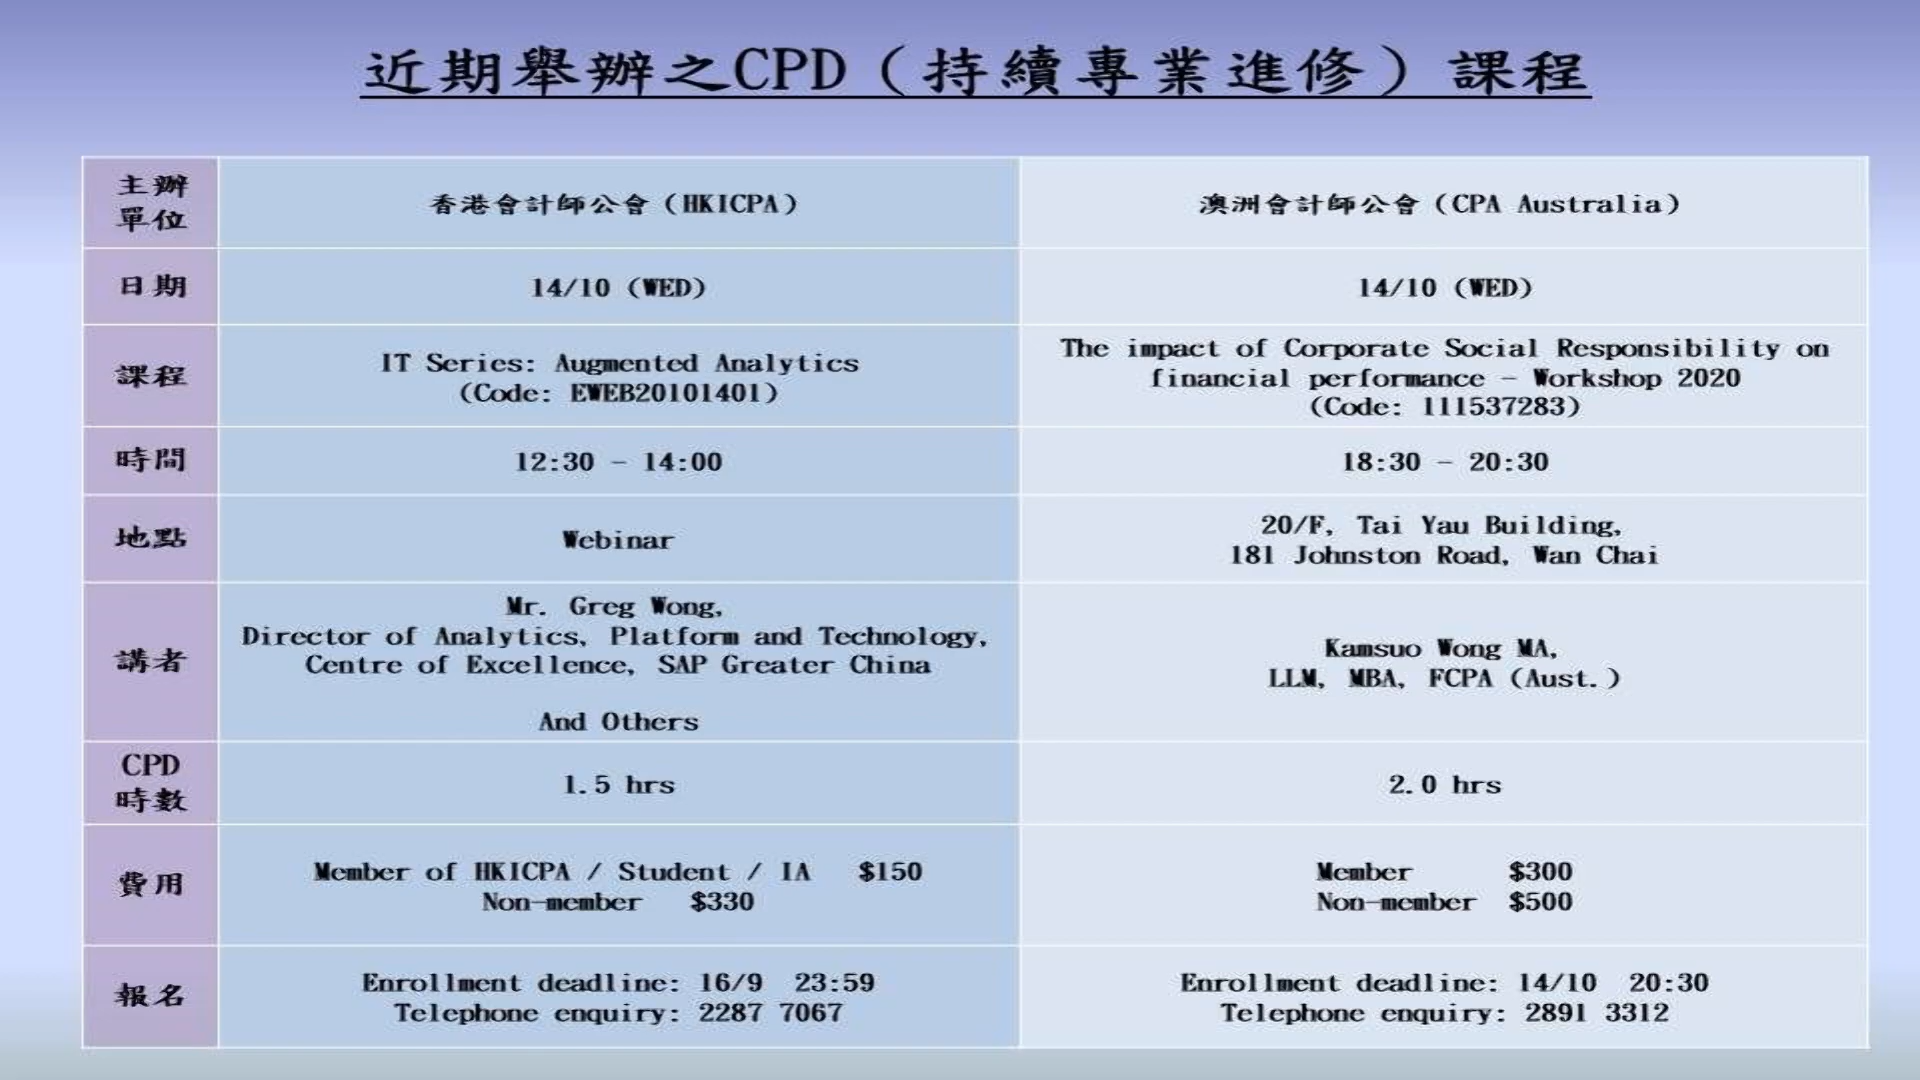 近期舉辦之CPD（持續專業進修）課程
主辦
單位
香港會計師公會（HKICPA）
澳洲會計師公會（CPA Australia）
日期
14/10 (WED)
14/10 (WED)
課程
IT Series: Augmented Analytics
(Code: EWEB20101401)
The impact of Corporate Social Responsibility on
financial performance – Workshop 2020
(Code: 111537283)
時間
12:30 – 14:00
18:30 – 20:30
地點
Webinar
20/F, Tai Yau Building,
181 Johnston Road, Wan Chai
講者
Mr. Greg Wong,
Director of Analytics, Platform and Technology,
Centre of Excellence, SAP Greater China
And Others
Kamsuo Wong MA,
LLM, MBA, FCPA (Aust.)
CPD
時數
1.5 hrs
2.0 hrs
費用
Member of HKICPA / Student / IA $150
Non-member $330
Member $300
Non-member $500
報名
Enrollment deadline: 16/9 23:59
Telephone enquiry: 2287 7067
Enrollment deadline: 14/10 20:30
Telephone enquiry: 2891 3312